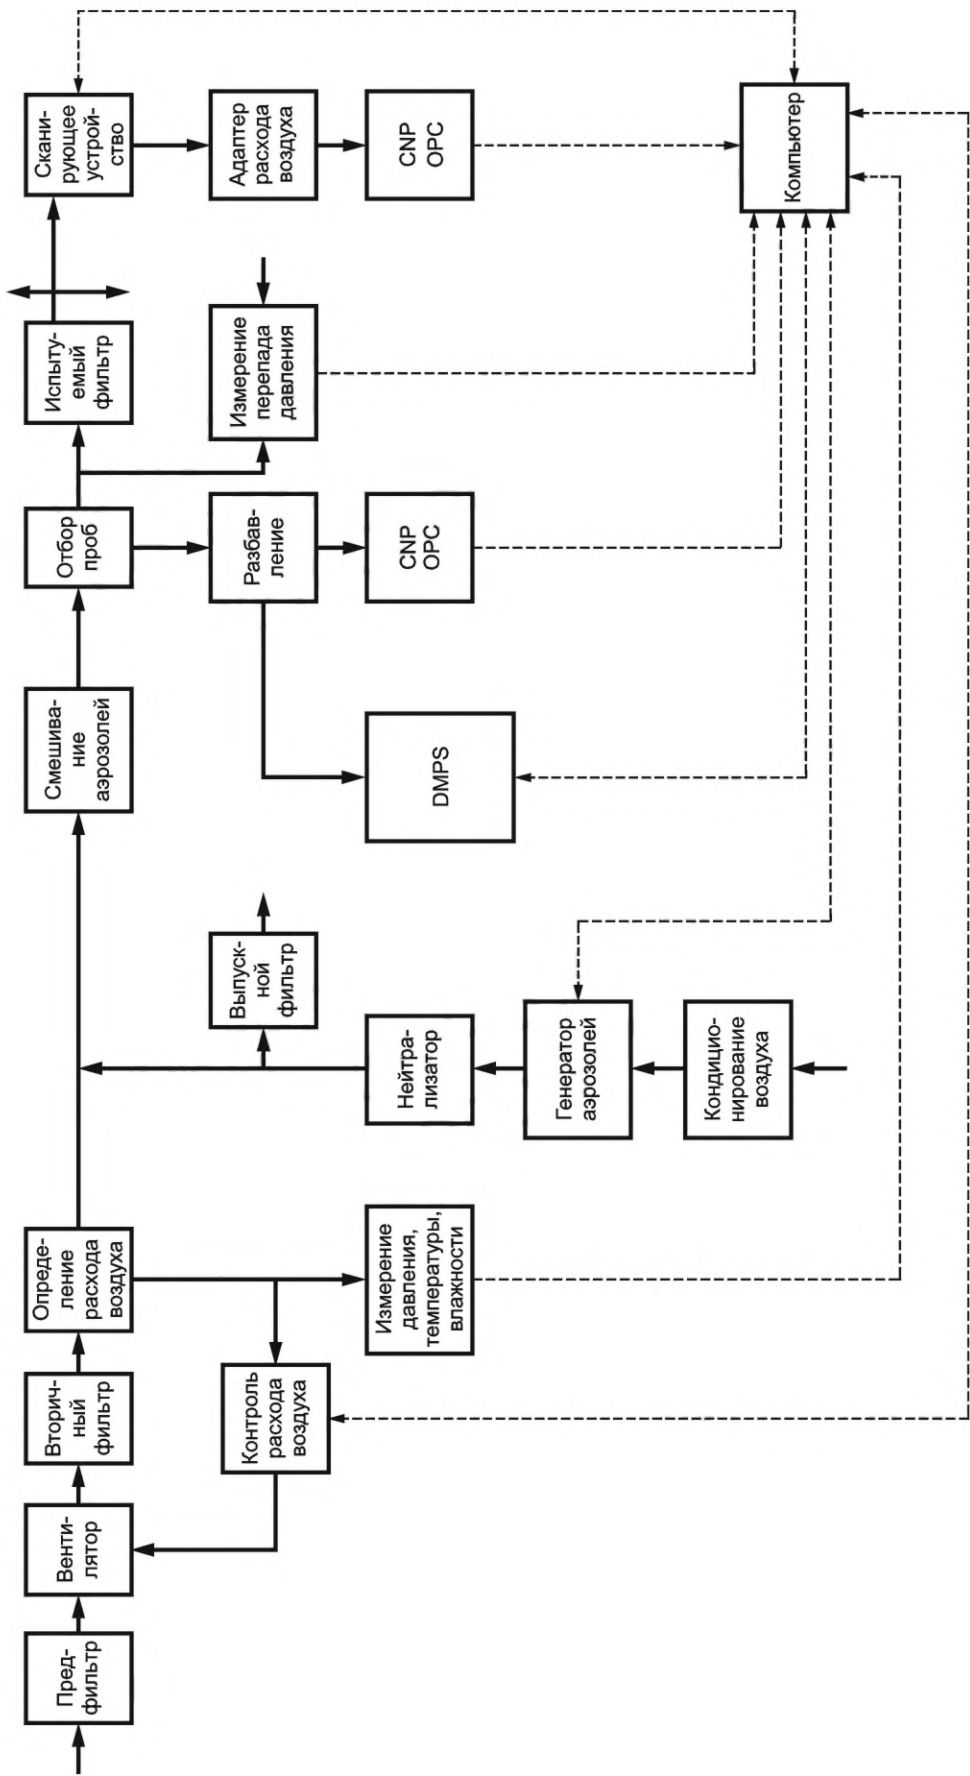 Пред-
фильтр
Венти-
лятор
Вторич-
ный
фильтр
Опреде-
ление
расхода
воздуха
Смешива-
ние
аэрозолей
Отбор
проб
Испыту-
емый
фильтр
Скани-
рующее
устрой-
ство
Контроль
расхода
воздуха
Выпуск-
ной
фильтр
Разбав-
ление
Измерение
перепада
давления
Адаптер
расхода
воздуха
Измерение
давления,
температуры,
влажности
Нейтра-
лизатор
DMPS
CNP
OPC
CNP
OPC
Генератор
аэрозолей
Кондицио-
нирование
воздуха
Компьютер